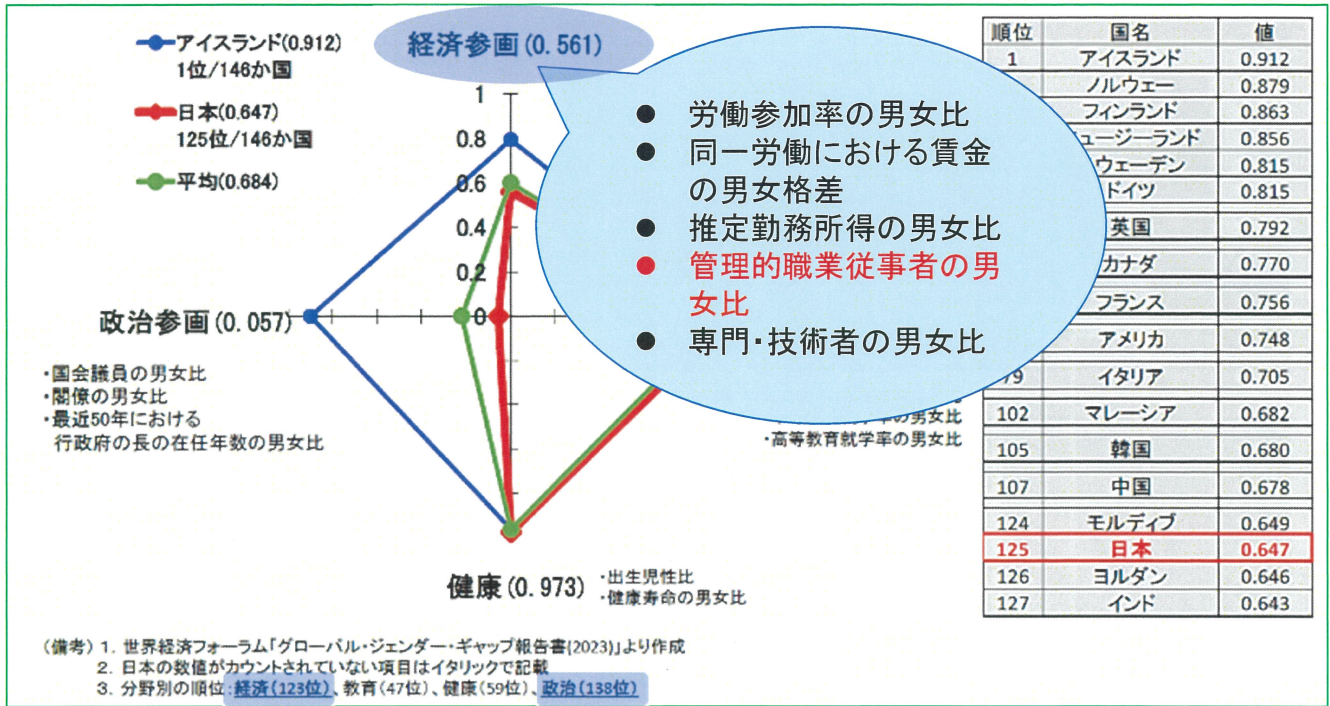 アイスランド(0.912)
1位/146か国
日本(0.647)
125位/146か国
平均(0.684)
経済参画(0.561)
1
0.8
0.6
0.4
0.2
0
● 労働参加率の男女比
● 同一労働における賃金
の男女格差
● 推定勤務所得の男女比
● 管理的職業従事者の男
女比
● 専門・技術者の男女比
政治参画(0.057)
・国会議員の男女比
・閣僚の男女比
・最近50年における
行政府の長の在任年数の男女比
の男女比
・高等教育就学率の男女比
健康(0.973)
・出生児性比
・健康寿命の男女比
順位 国名 値
1 アイスランド 0.912
ノルウェー 0.879
フィンランド 0.863
ュージーランド 0.856
ウェーデン 0.815
ドイツ 0.815
英国 0.792
カナダ 0.770
フランス 0.756
アメリカ 0.748
79 イタリア 0.705
102 マレーシア 0.682
105 韓国 0.680
107 中国 0.678
124 モルディブ 0.649
125 日本 0.647
126 ヨルダン 0.646
127 インド 0.643
(備考) 1. 世界経済フォーラム「グローバル・ジェンダー・ギャップ報告書(2023)」より作成
2. 日本の数値がカウントされていない項目はイタリックで記載
3. 分野別の順位:経済(123位)、教育(47位)、健康(59位)、政治(138位)